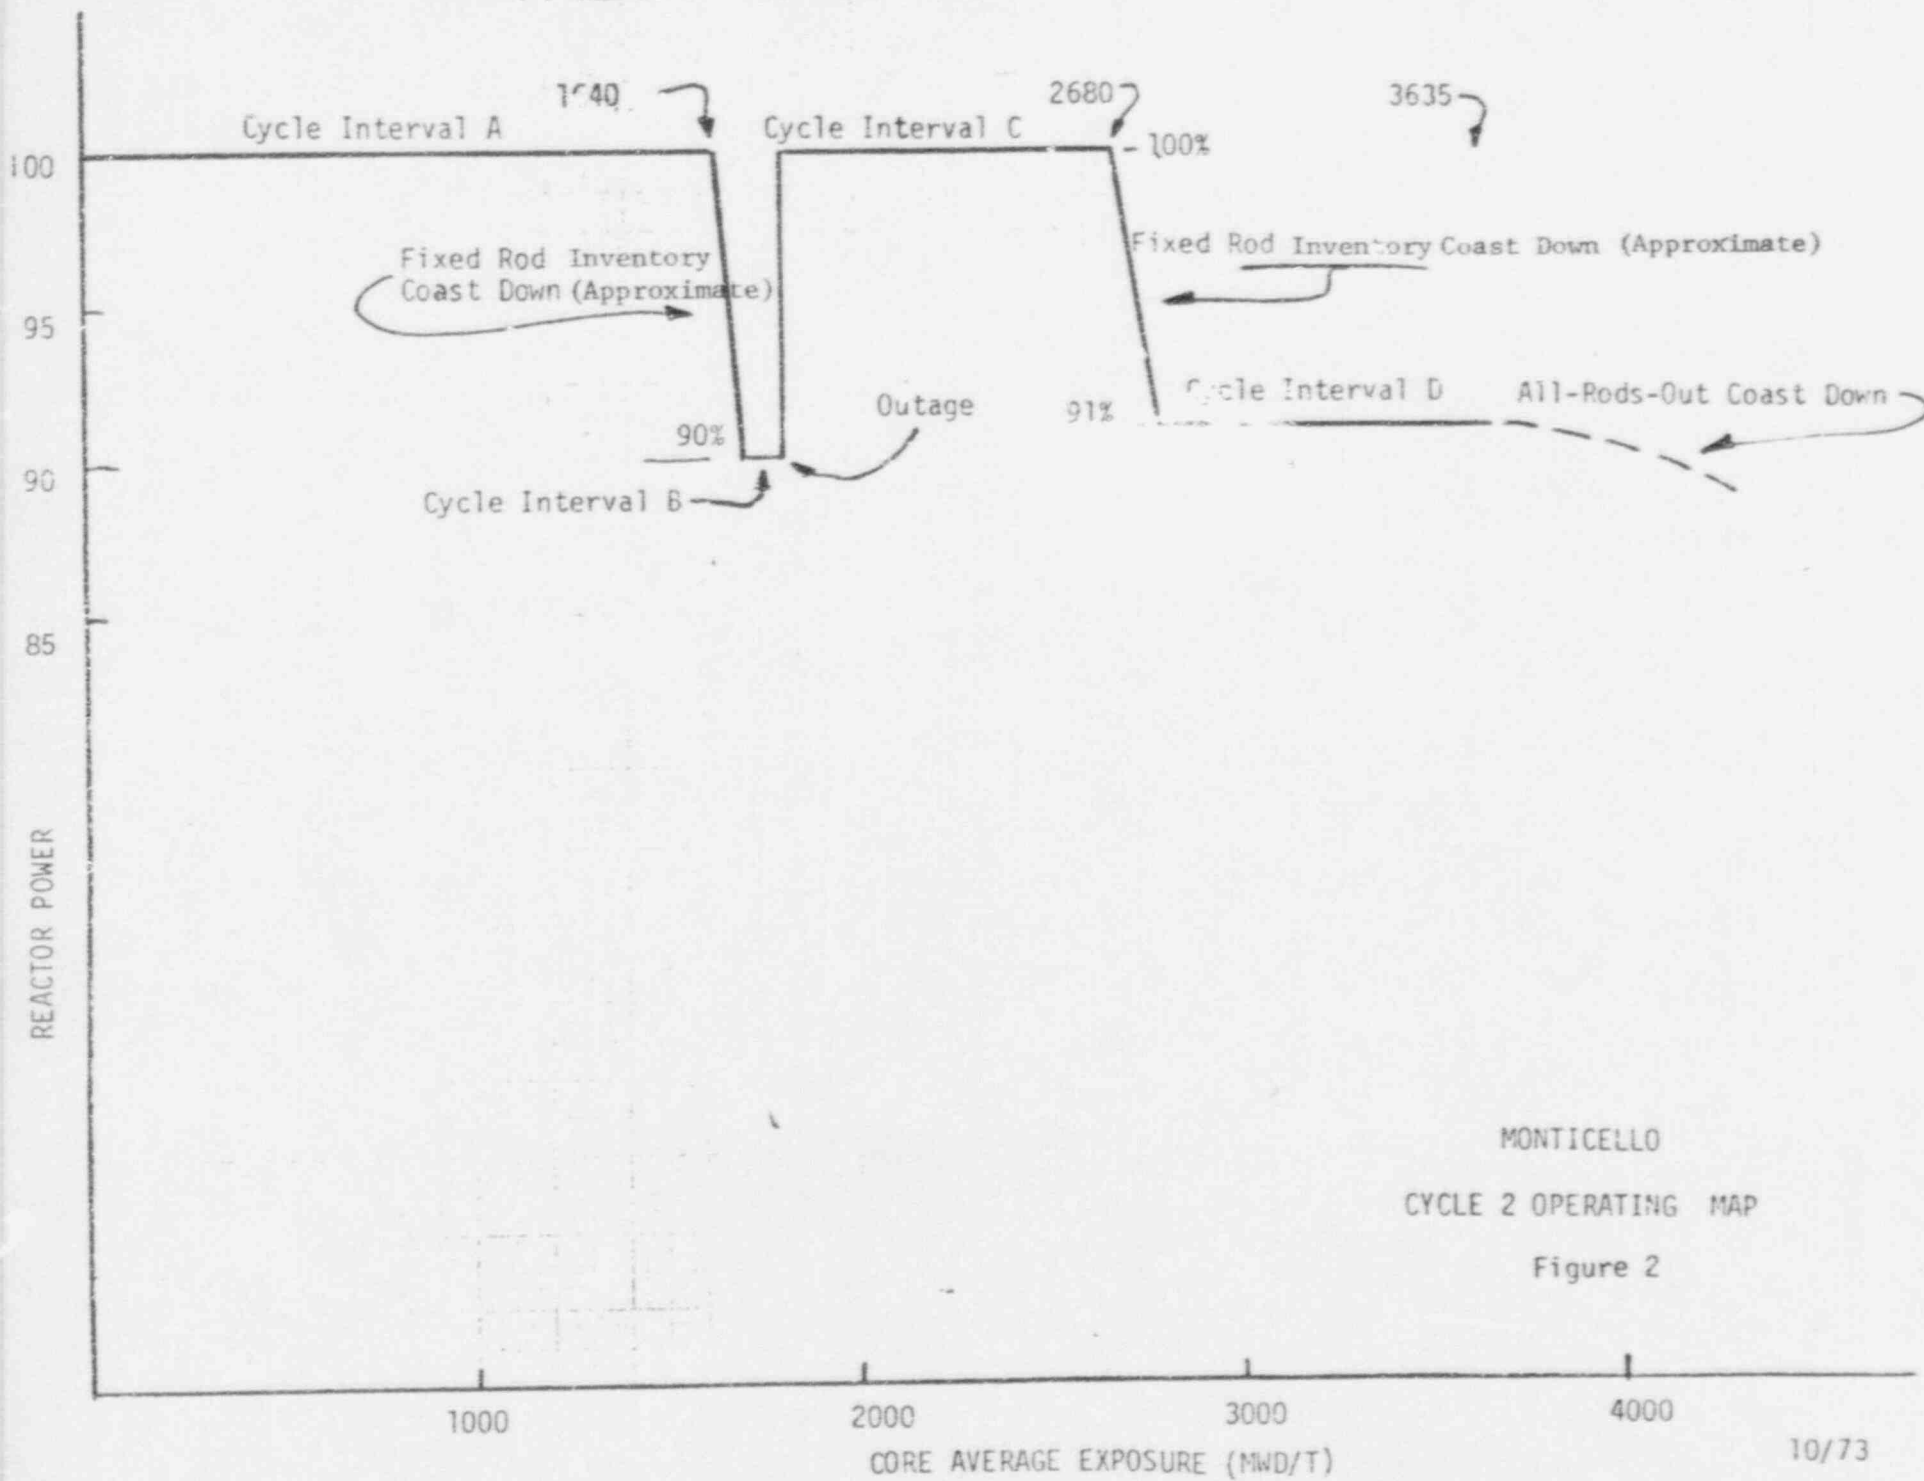 2680
3635
Cycle Interval A
Cycle Interval C
100
100%
Fixed Rod Inventory
Coast Down (Approximate)
Fixed Rod Inventory Coast Down (Approximate)
95
Cycle Interval D
All-Rods-Out Coast Down
Outage
91%
90%
90
Cycle Interval B
85
REACTOR POWER
MONTICELLO
CYCLE 2 OPERATING MAP
Figure 2
1000
2000
3000
4000
CORE AVERAGE EXPOSURE (MWD/T)
10/73